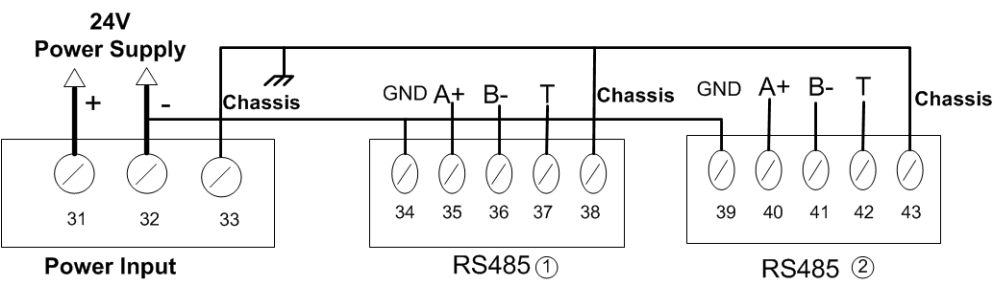 24V
Power Supply
+ -
Chassis
GND A+ B- T
Chassis
GND A+ B- T
Chassis
31 32 33
34 35 36 37 38
39 40 41 42 43
Power Input
RS485 ①
RS485 ②